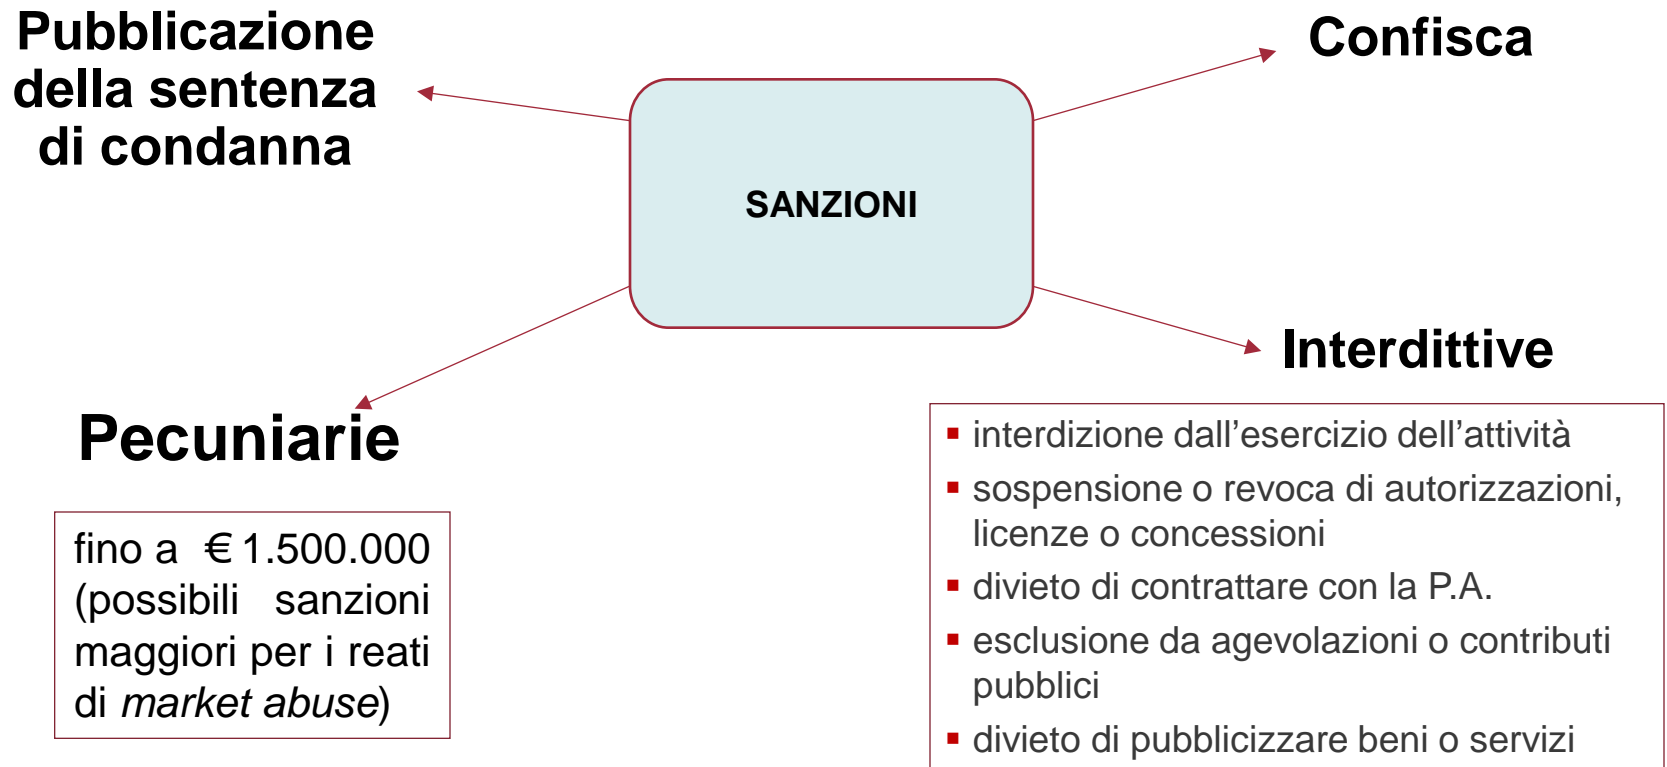 Pubblicazione
della sentenza
di condanna
Confisca
SANZIONI
Pecuniarie
fino a € 1.500.000
(possibili sanzioni
maggiori per i reati
di market abuse)
Interdittive
▪ interdizione dall’esercizio dell’attività
▪ sospensione o revoca di autorizzazioni,
licenze o concessioni
▪ divieto di contrattare con la P.A.
▪ esclusione da agevolazioni o contributi
pubblici
▪ divieto di pubblicizzare beni o servizi